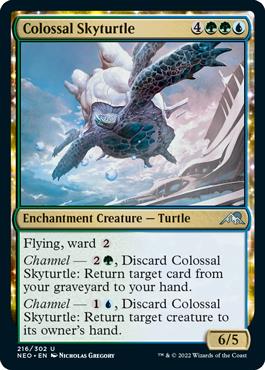 Colossal Skyturtle 4
Enchantment Creature — Turtle
Flying, ward 2
Channel — 2, Discard Colossal
Skyturtle: Return target card from
your graveyard to your hand.
Channel — 1, Discard Colossal
Skyturtle: Return target creature to
its owner's hand.
6/5
216/302 U
NEO • EN NICHOLAS GREGORY
™ & © 2022 Wizards of the Coast